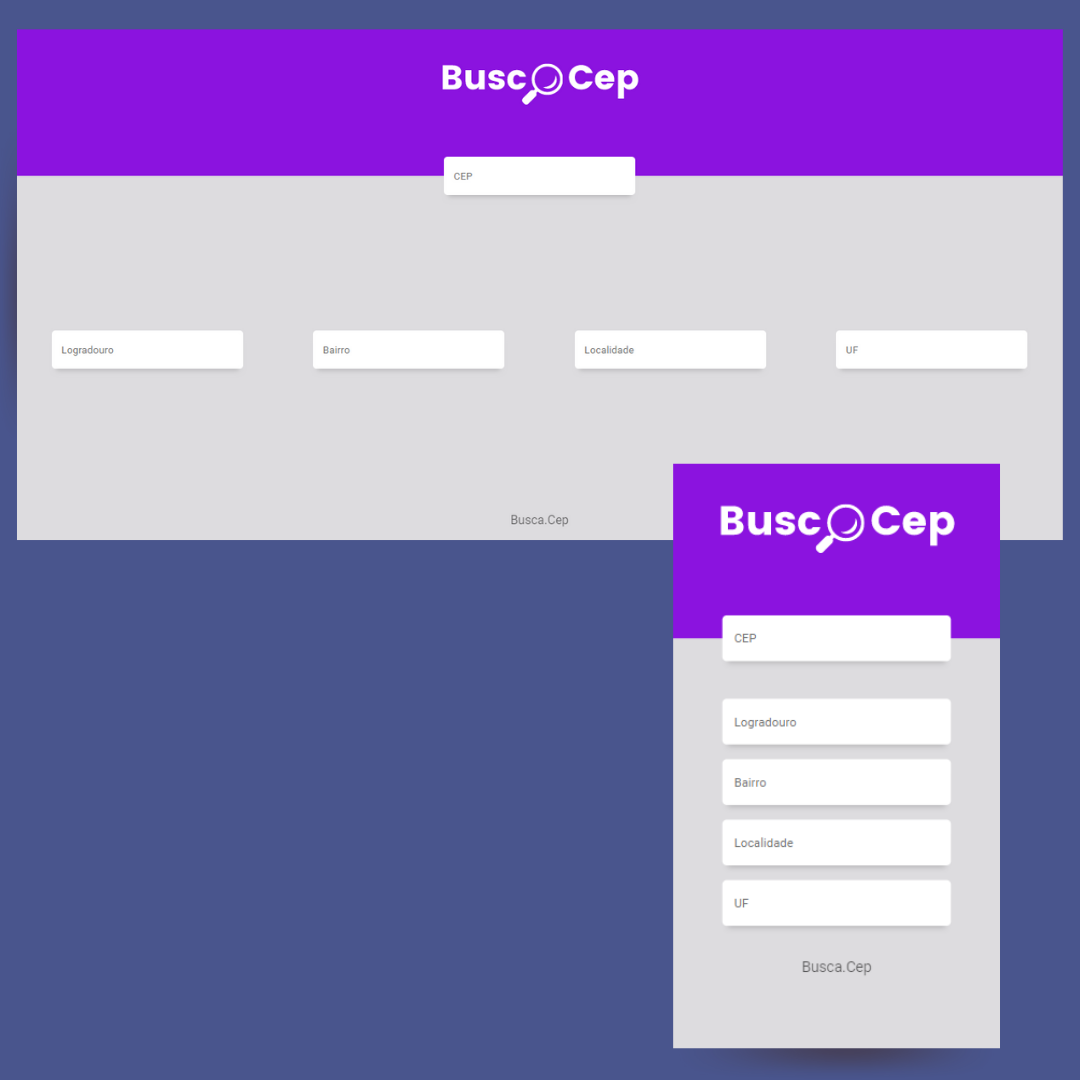 Busc Cep
CEP
Logradouro
Bairro
Localidade
UF
Busca.Cep
Busc Cep
CEP
Logradouro
Bairro
Localidade
UF
Busca.Cep